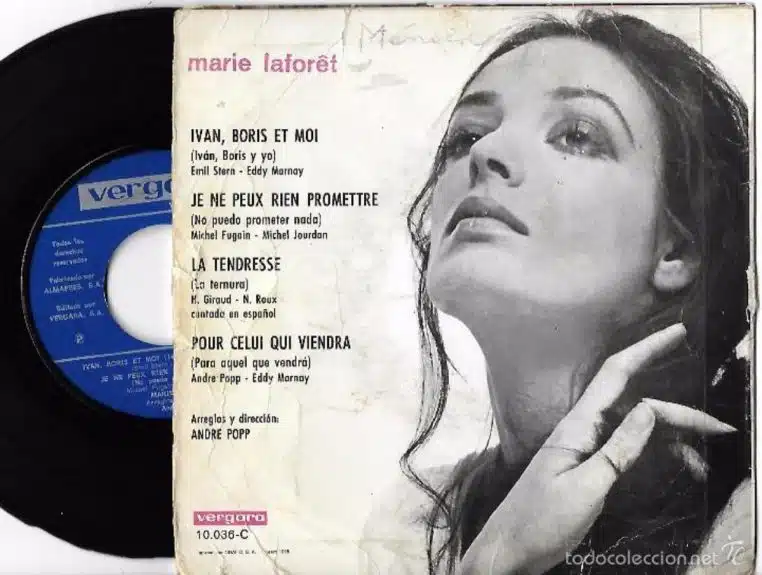 marie laforêt
IVAN, BORIS ET MOI
(Iván, Boris y yo)
Emil Stern - Eddy Marnay
JE NE PUEX RIEN PROMETTRE
(No puedo prometer nada)
Michel Fugain - Michel Jourdan
LA TENDRESSE
(La ternura)
H. Giraud - N. Roux
cantada en español
POUR CELUI QUI VIENDRA
(Para aquel que vendrá)
Andre Popp - Eddy Marnay
Arreglos y dirección:
ANDRE POPP
vergara
10.036-C
vergara
Todos los
derechos
reservados
Fabricado por
Editado por
VERGARA, S.A.
IVAN, BORIS ET MOI
JE NE PEUX RIEN
todocoleccion.net